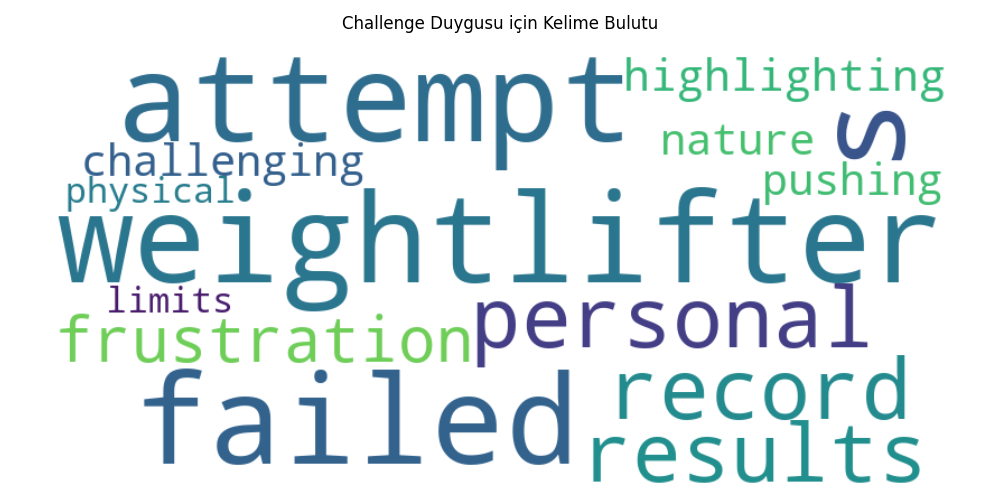 Challenge Duygusu için Kelime Bulutu
attempt
highlighting
nature
s
challenging
physical
pushing
weightlifter
limits
personal
frustration
failed
record
results